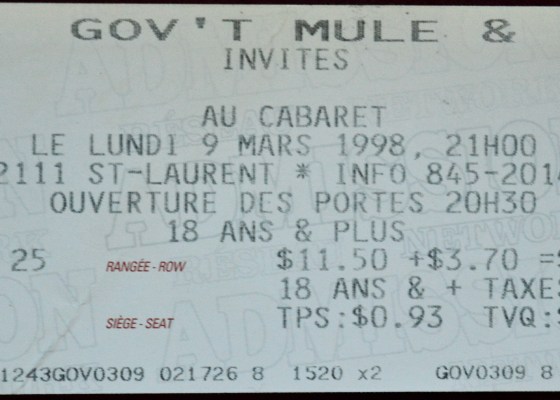 GOV'T MULE &
INVITES
AU CABARET
LE LUNDI 9 MARS 1998, 21H00
2111 ST-LAURENT * INFO 845-2014
OUVERTURE DES PORTES 20H30
18 ANS & PLUS
25 RANGÉE-ROW $11.50 +$3.70 =$
18 ANS & + TAXES
SIÈGE-SEAT TPS:$0.93 TVQ:$
1243GOV0309 021726 8 1520 x2 GOV0309 8